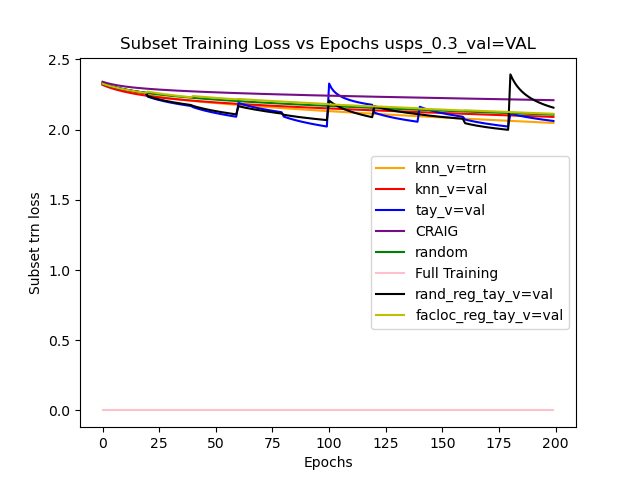 Subset Training Loss vs Epochs usps_0.3_val=VAL
Subset trn loss
2.5
2.0
1.5
1.0
0.5
0.0
knn_v=trn
knn_v=val
tay_v=val
CRAIG
random
Full Training
rand_reg_tay_v=val
facloc_reg_tay_v=val
0 25 50 75 100 125 150 175 200
Epochs